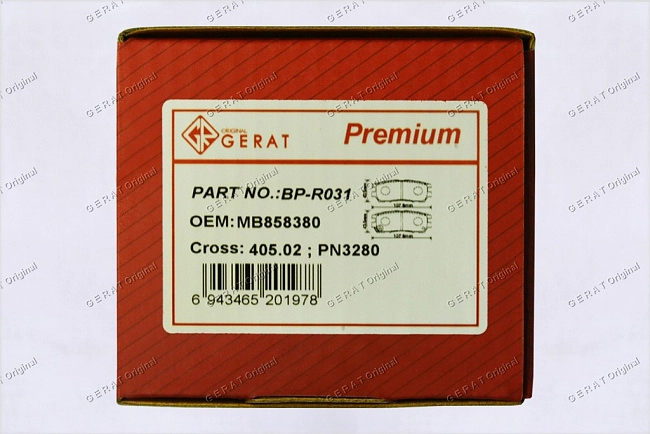 ORIGINAL
GERAT
Premium
PART NO.:BP-R031
OEM:MB858380
Cross: 405.02 ; PN3280
6 943465 201978
GERAT Original